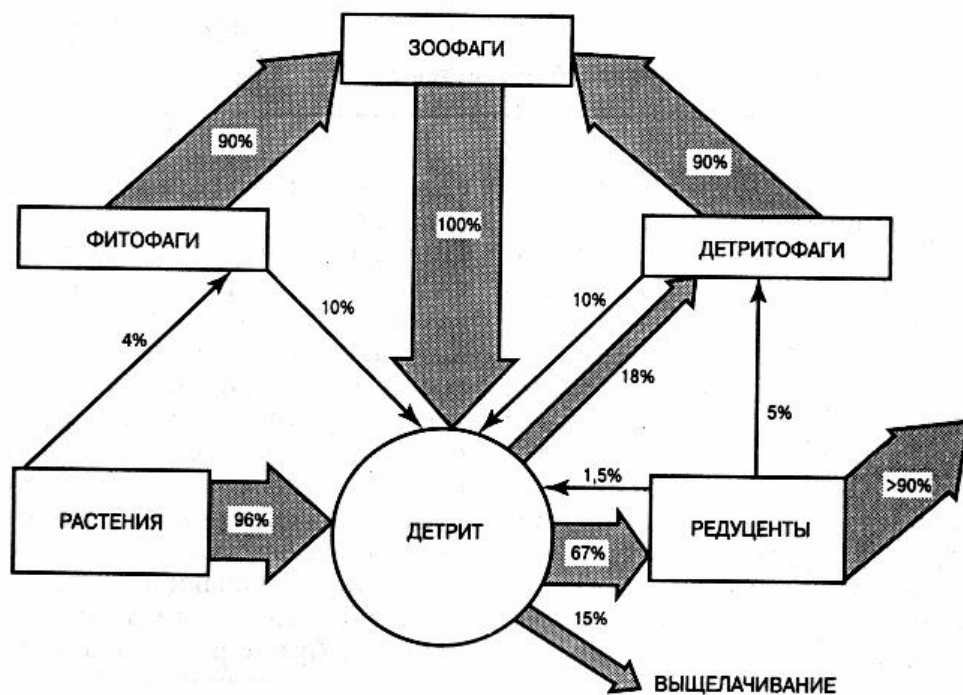 ЗООФАГИ
90%
90%
100%
ФИТОФАГИ
ДЕТРИТОФАГИ
10%
10%
4%
18%
5%
1,5%
>90%
РАСТЕНИЯ
96%
ДЕТРИТ
67%
РЕДУЦЕНТЫ
15%
ВЫЩЕЛАЧИВАНИЕ